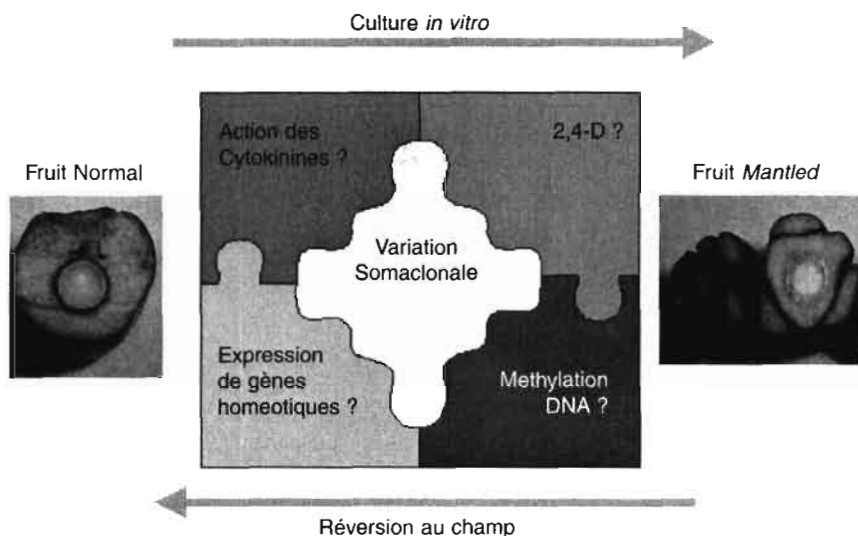 Culture in vitro
Action des
Cytokinines ?
2,4-D ?
Fruit Normal
Fruit Mantled
Variation
Somaclonale
Expression
de gènes
homeotiques ?
Methylation
DNA ?
Réversion au champ